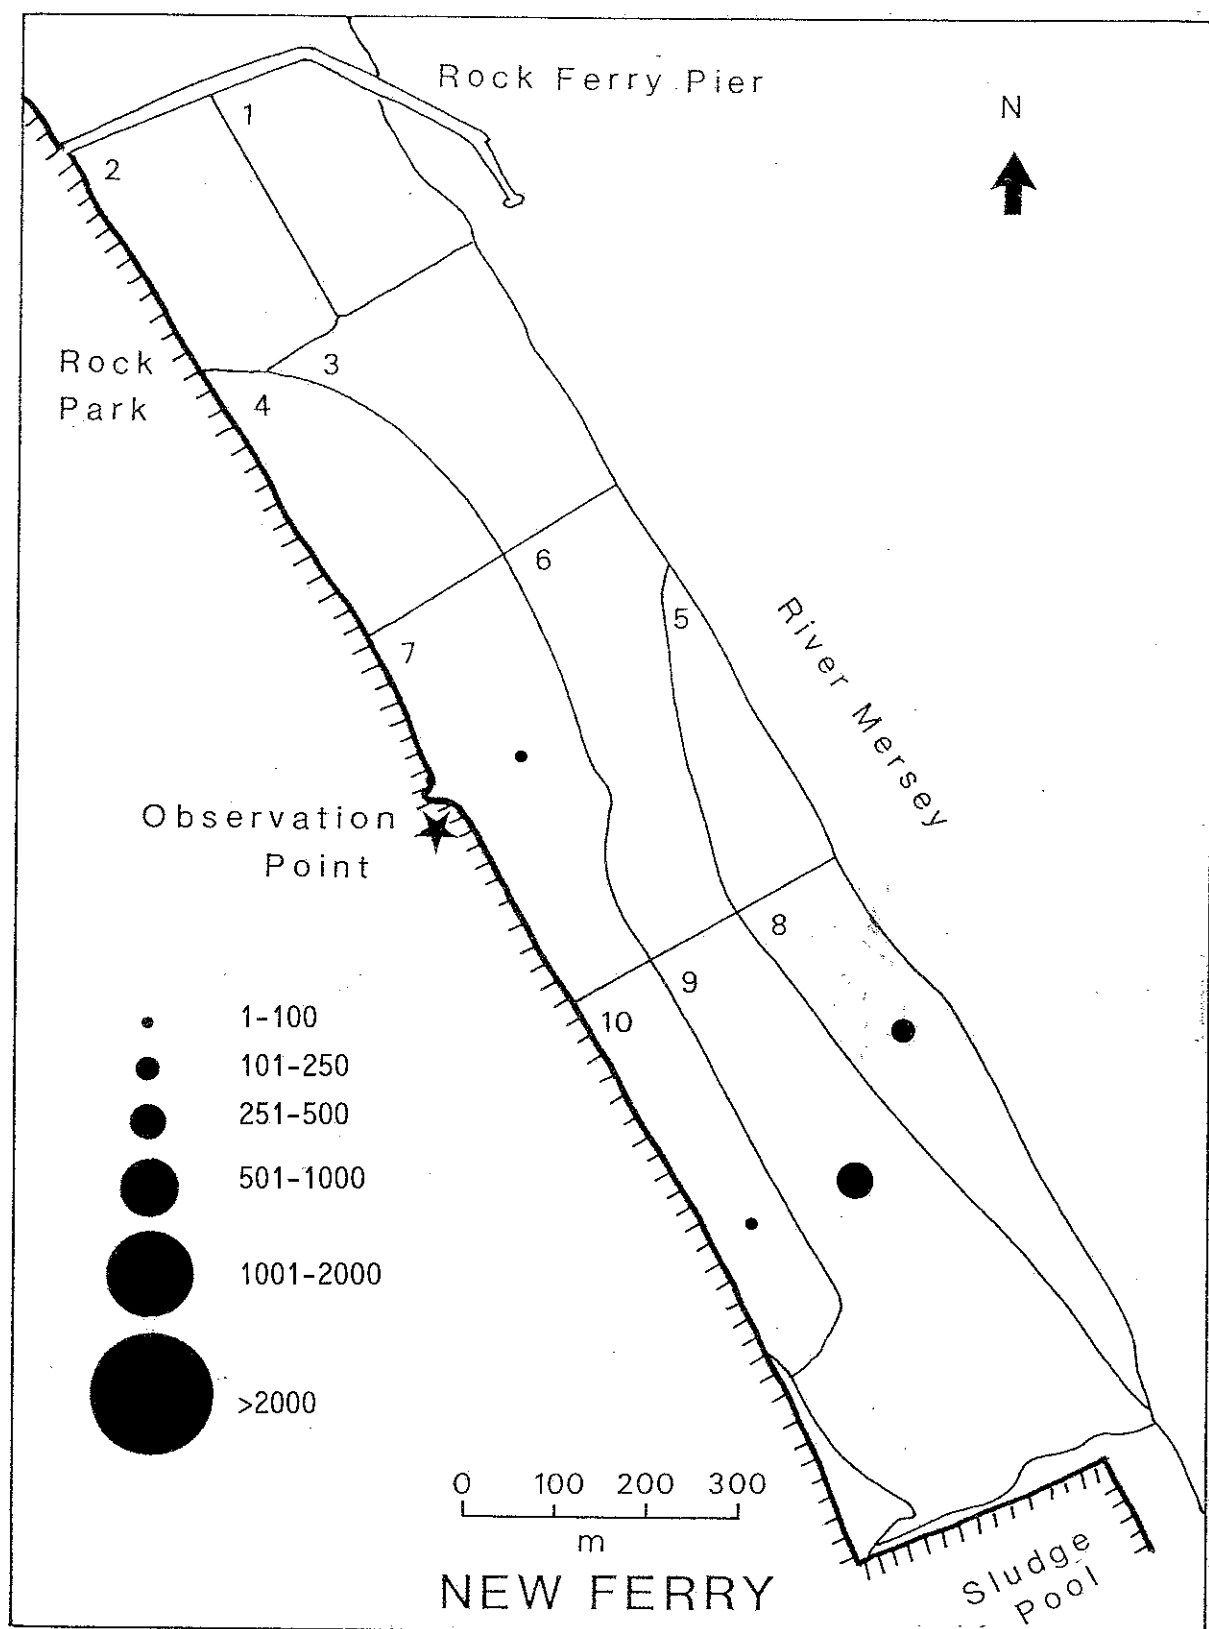 Rock Ferry Pier
N
1
2
Rock
Park
3
4
6
5
7
River Mersey
Observation
Point
8
9
10
1-100
101-250
251-500
501-1000
1001-2000
>2000
0 100 200 300
m
NEW FERRY
Sludge
Pool